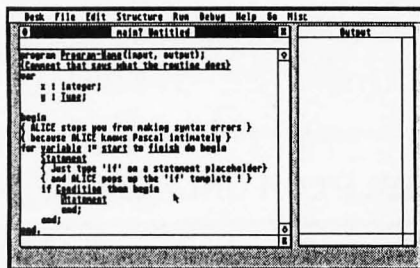 Desk File Edit Structure Run Debug Help Go Misc
main? Untitled
Output
program Program-Name(input, output);
{Comment that says what the routine does}
var
x : integer;
y : Type;
begin
{ ALICE stops you from making syntax errors }
{ because ALICE knows Pascal intimately }
for variable := start to finish do begin
Statement
{ Just type 'if' on a statement placeholder}
{ and ALICE pops up the 'if' template ! }
if Condition then begin
Statement
end;
end;
end.